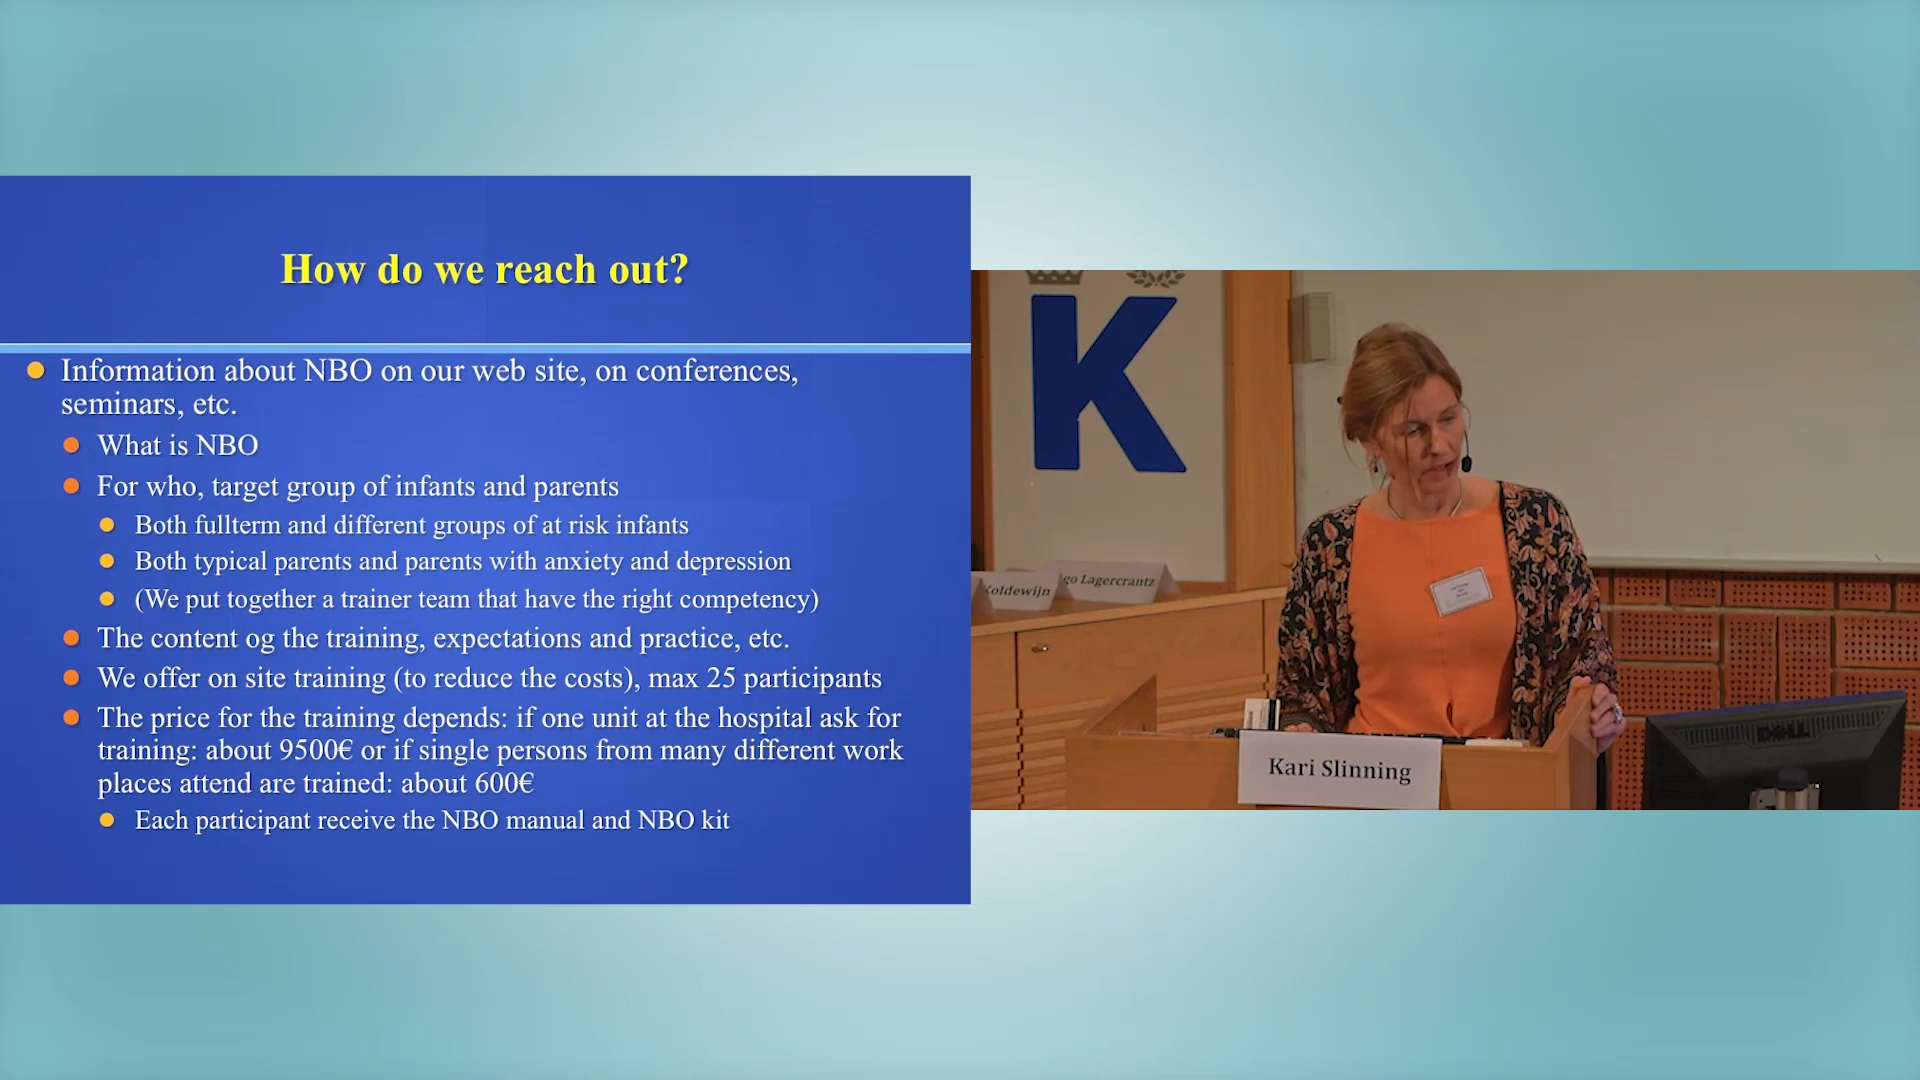 How do we reach out?
Information about NBO on our web site, on conferences,
seminars, etc.
What is NBO
For who, target group of infants and parents
Both fullterm and different groups of at risk infants
Both typical parents and parents with anxiety and depression
(We put together a trainer team that have the right competency)
The content og the training, expectations and practice, etc.
We offer on site training (to reduce the costs), max 25 participants
The price for the training depends: if one unit at the hospital ask for
training: about 9500€ or if single persons from many different work
places attend are trained: about 600€
Each participant receive the NBO manual and NBO kit
K
Koldewijn
go Lagercrantz
Kari Slinning